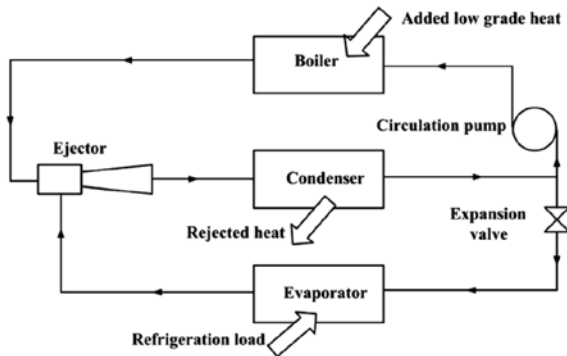 Added low grade heat
Boiler
Circulation pump
Ejector
Condenser
Rejected heat
Expansion
valve
Evaporator
Refrigeration load